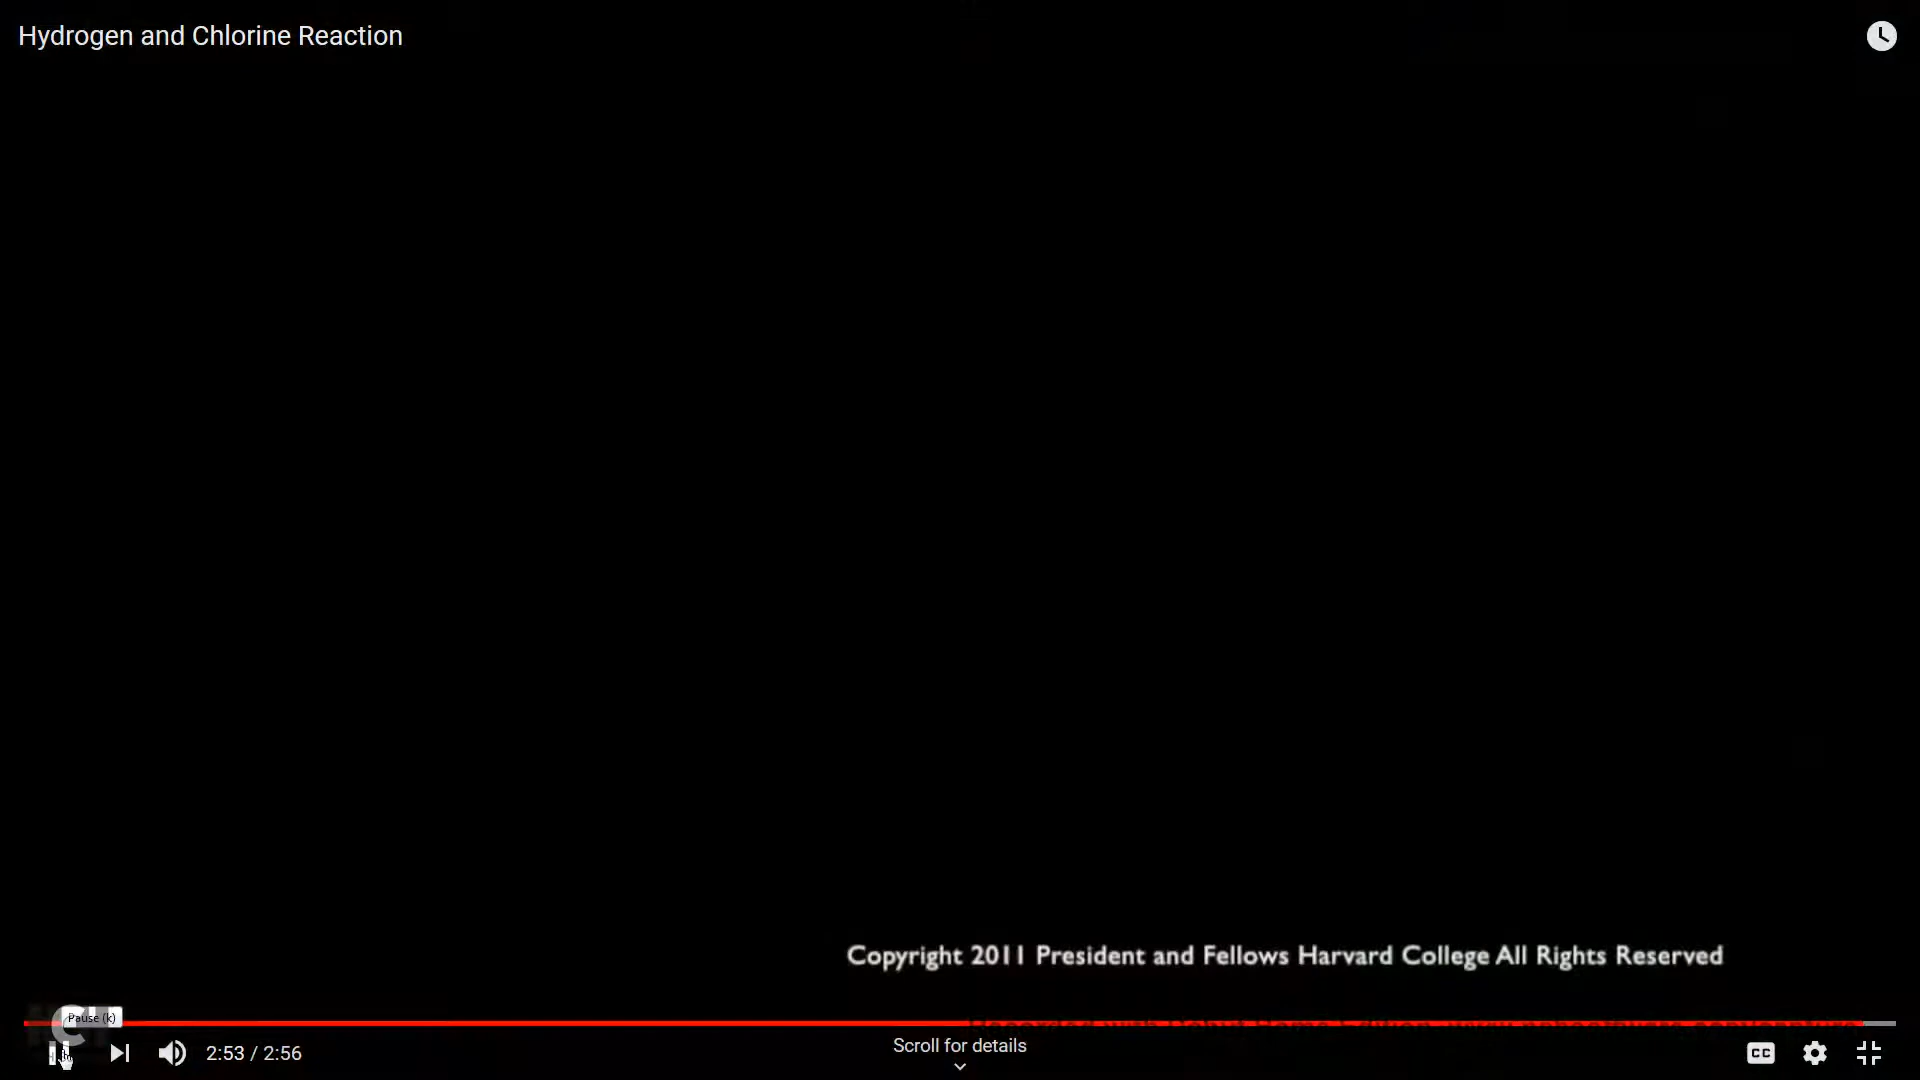 Hydrogen and Chlorine Reaction
Copyright 2011 President and Fellows Harvard College All Rights Reserved
Pause (k)
2:53 / 2:56
Scroll for details
CC